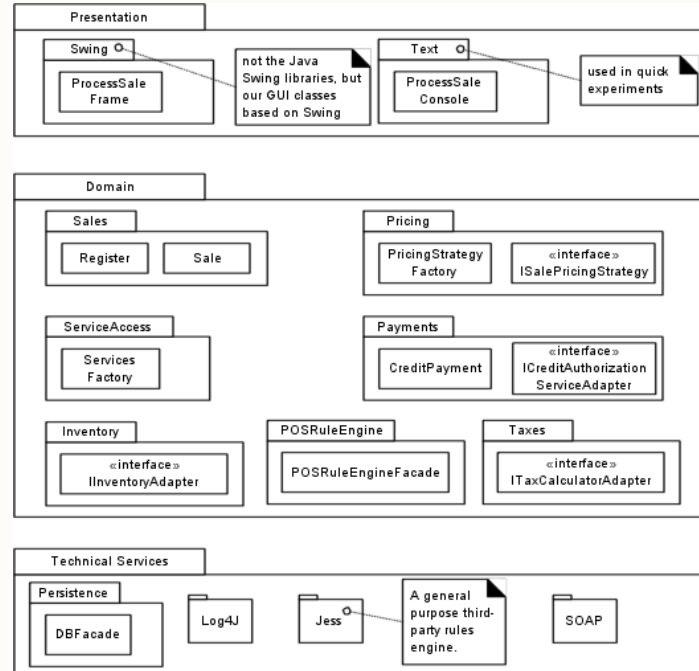 Presentation
Swing
ProcessSale
Frame
not the Java
Swing libraries, but
our GUI classes
based on Swing
Text
ProcessSale
Console
used in quick
experiments
Domain
Sales
Register
Sale
Pricing
PricingStrategy
Factory
«interface»
ISalePricingStrategy
ServiceAccess
Services
Factory
Payments
CreditPayment
«interface»
ICreditAuthorization
ServiceAdapter
Inventory
«interface»
IInventoryAdapter
POSRuleEngine
POSRuleEngineFacade
Taxes
«interface»
ITaxCalculatorAdapter
Technical Services
Persistence
DBFacade
Log4J
Jess
A general
purpose third-
party rules
engine.
SOAP